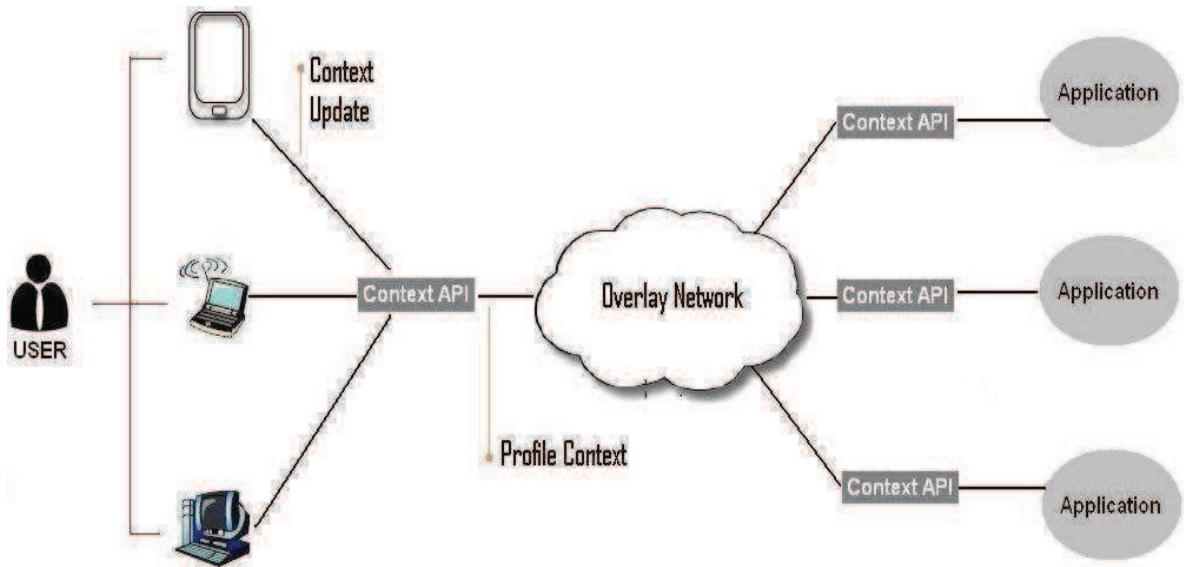 Context
Update
Application
Context API
USER
Context API
Overlay Network
Context API
Application
Profile Context
Context API
Application